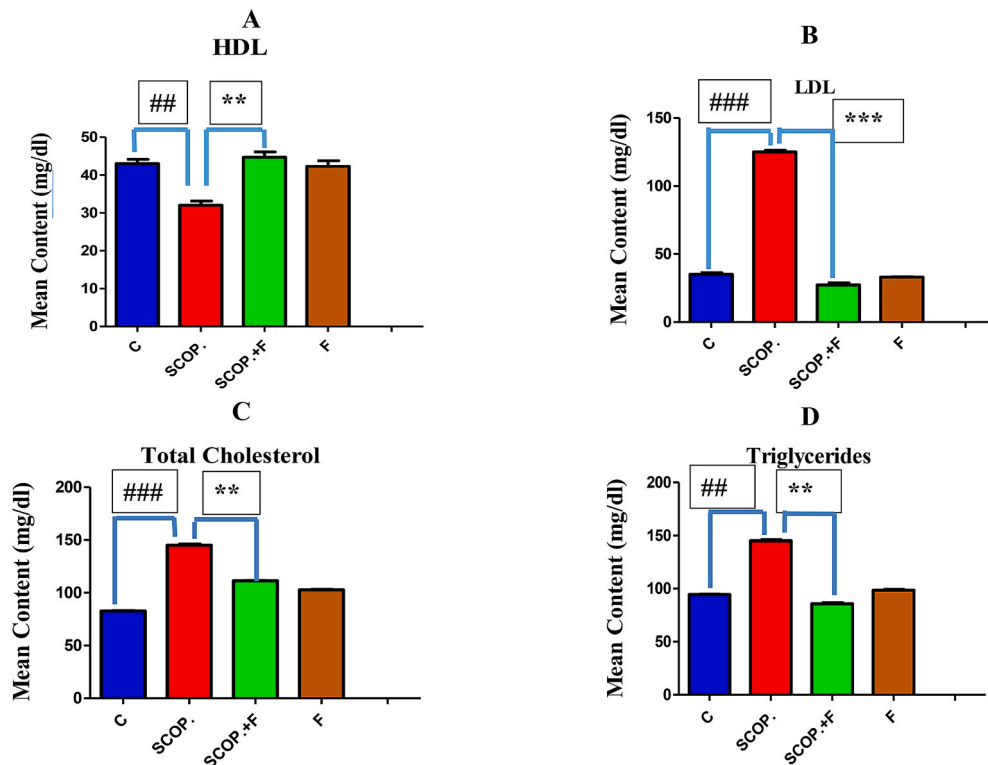 A
HDL
##
**
Mean Content (mg/dl)
50
40
30
20
10
0
C
SCOP.
SCOP.+F
F
B
LDL
###
***
Mean Content (mg/dl)
150
100
50
0
C
SCOP.
SCOP.+F
F
C
Total Cholesterol
###
**
Mean Content (mg/dl)
200
150
100
50
0
C
SCOP.
SCOP.+F
F
D
Triglycerides
##
**
Mean Content (mg/dl)
200
150
100
50
0
C
SCOP.
SCOP.+F
F